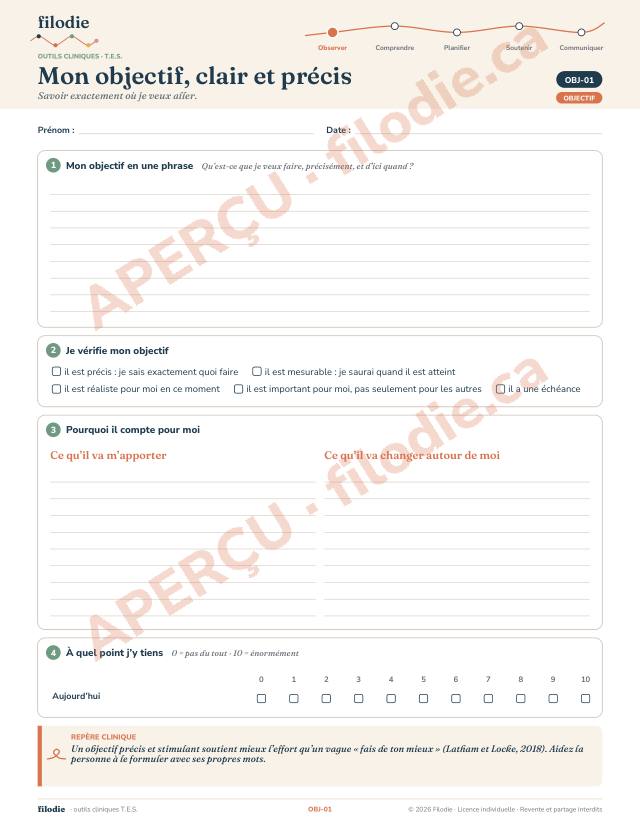 filodie
OUTILS CLINIQUES · T.E.S.
Observer Comprendre Planifier Soutenir Communiquer
Mon objectif, clair et précis
Savoir exactement où je veux aller.
OBJ-01
OBJECTIF
Prénom : Date :
1 Mon objectif en une phrase Qu'est-ce que je veux faire, précisément, et d'ici quand ?
2 Je vérifie mon objectif
il est précis : je sais exactement quoi faire il est mesurable : je saurai quand il est atteint
il est réaliste pour moi en ce moment il est important pour moi, pas seulement pour les autres il a une échéance
3 Pourquoi il compte pour moi
Ce qu'il va m'apporter Ce qu'il va changer autour de moi
4 À quel point j'y tiens 0 = pas du tout · 10 = énormément
0 1 2 3 4 5 6 7 8 9 10
Aujourd'hui
REPÈRE CLINIQUE
Un objectif précis et stimulant soutient mieux l'effort qu'un vague « fais de ton mieux » (Latham et Locke, 2018). Aidez la
personne à le formuler avec ses propres mots.
filodie · outils cliniques T.E.S. OBJ-01 © 2026 Filodie · Licence individuelle · Revente et partage interdits
APERÇU · filodie.ca
APERÇU · filodie.ca